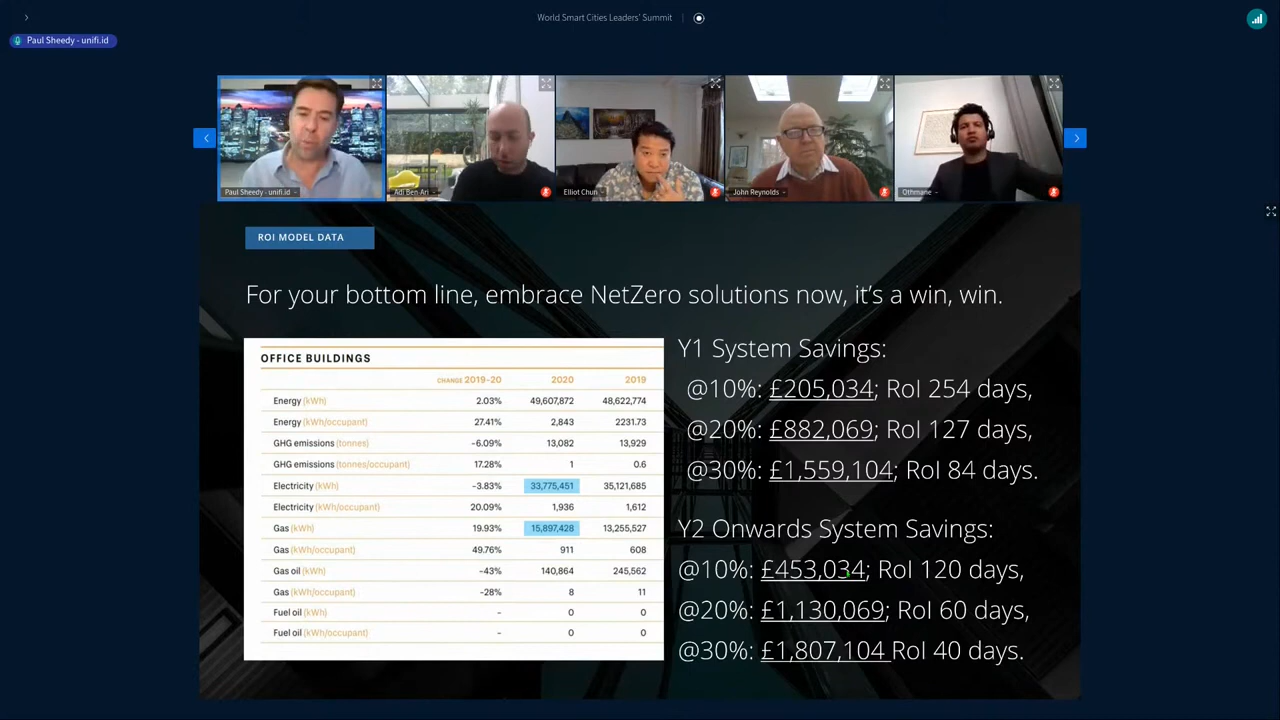 World Smart Cities Leaders' Summit
Paul Sheedy - unifi.id
Paul Sheedy - unifi.id
Adi Ben-Ari
Elliot Chun
John Reynolds
Othmane
ROI MODEL DATA
For your bottom line, embrace NetZero solutions now, it's a win, win.
OFFICE BUILDINGS
CHANGE 2019-20 2020 2019
Energy (kWh) 2.03% 49,607,872 48,622,774
Energy (kWh/occupant) 27.41% 2,843 2231.73
GHG emissions (tonnes) -6.09% 13,082 13,929
GHG emissions (tonnes/occupant) 17.28% 1 0.6
Electricity (kWh) -3.83% 33,775,451 35,121,685
Electricity (kWh/occupant) 20.09% 1,936 1,612
Gas (kWh) 19.93% 15,897,428 13,255,527
Gas (kWh/occupant) 49.76% 911 608
Gas oil (kWh) -43% 140,864 245,562
Gas (kWh/occupant) -28% 8 11
Fuel oil (kWh) - 0 0
Fuel oil (kWh/occupant) - 0 0
Y1 System Savings:
@10%: £205,034; RoI 254 days,
@20%: £882,069; RoI 127 days,
@30%: £1,559,104; RoI 84 days.
Y2 Onwards System Savings:
@10%: £453,034; RoI 120 days,
@20%: £1,130,069; RoI 60 days,
@30%: £1,807,104 RoI 40 days.